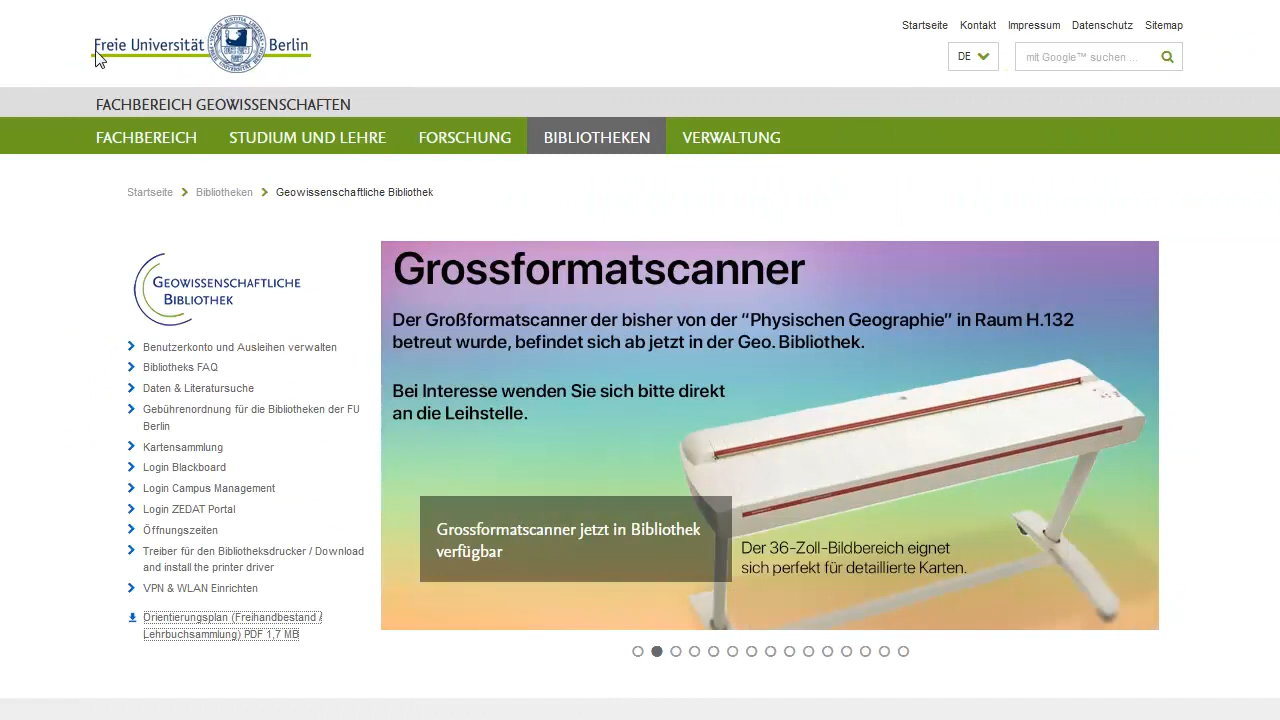 Freie Universität Berlin
Startseite Kontakt Impressum Datenschutz Sitemap
DE
mit Google™ suchen ...
FACHBEREICH GEOWISSENSCHAFTEN
FACHBEREICH STUDIUM UND LEHRE FORSCHUNG BIBLIOTHEKEN VERWALTUNG
Startseite Bibliotheken Geowissenschaftliche Bibliothek
GEOWISSENSCHAFTLICHE
BIBLIOTHEK
Benutzerkonto und Ausleihen verwalten
Bibliotheks FAQ
Daten & Literatursuche
Gebührenordnung für die Bibliotheken der FU
Berlin
Kartensammlung
Login Blackboard
Login Campus Management
Login ZEDAT Portal
Öffnungszeiten
Treiber für den Bibliotheksdrucker / Download
and install the printer driver
VPN & WLAN Einrichten
Orientierungsplan (Freihandbestand /
Lehrbuchsammlung) PDF 1,7 MB
Grossformatscanner
Der Großformatscanner der bisher von der “Physischen Geographie” in Raum H.132
betreut wurde, befindet sich ab jetzt in der Geo. Bibliothek.
Bei Interesse wenden Sie sich bitte direkt
an die Leihstelle.
Grossformatscanner jetzt in Bibliothek
verfügbar
Der 36-Zoll-Bildbereich eignet
sich perfekt für detaillierte Karten.